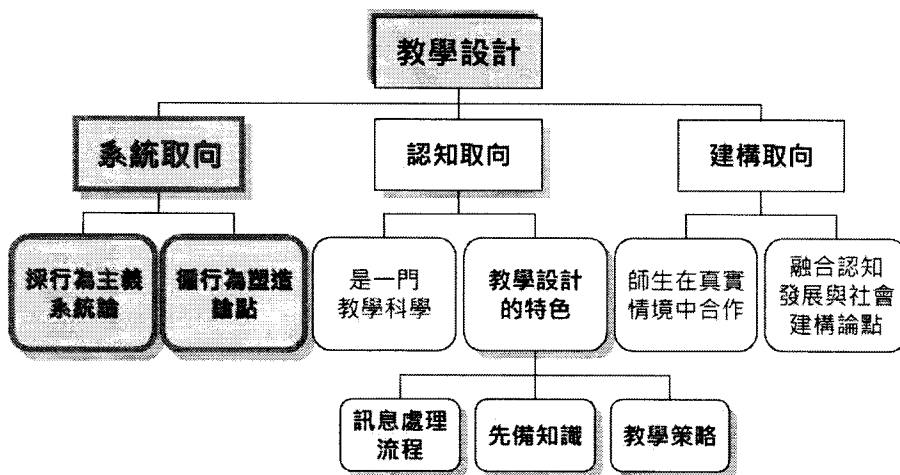 教學設計
系統取向
認知取向
建構取向
採行為主義
系統論
循行為塑造
論點
是一門
教學科學
教學設計
的特色
師生在真實
情境中合作
融合認知
發展與社會
建構論點
訊息處理
流程
先備知識
教學策略